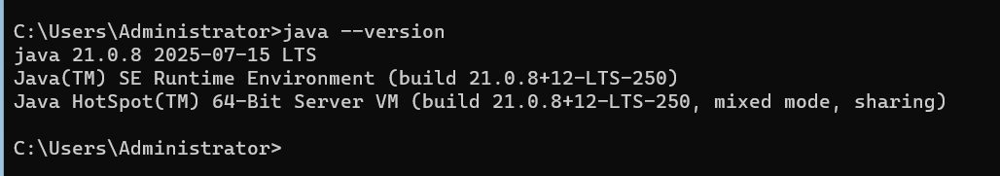 C:\Users\Administrator>java --version
java 21.0.8 2025-07-15 LTS
Java(TM) SE Runtime Environment (build 21.0.8+12-LTS-250)
Java HotSpot(TM) 64-Bit Server VM (build 21.0.8+12-LTS-250, mixed mode, sharing)
C:\Users\Administrator>